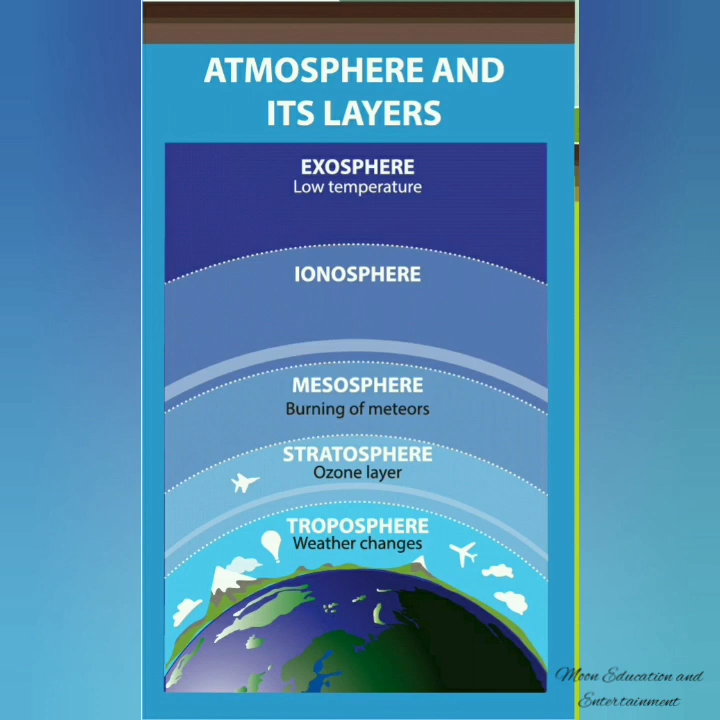 ATMOSPHERE AND
ITS LAYERS
EXOSPHERE
Low temperature
IONOSPHERE
MESOSPHERE
Burning of meteors
STRATOSPHERE
Ozone layer
TROPOSPHERE
Weather changes
Moon Education and
Entertainment